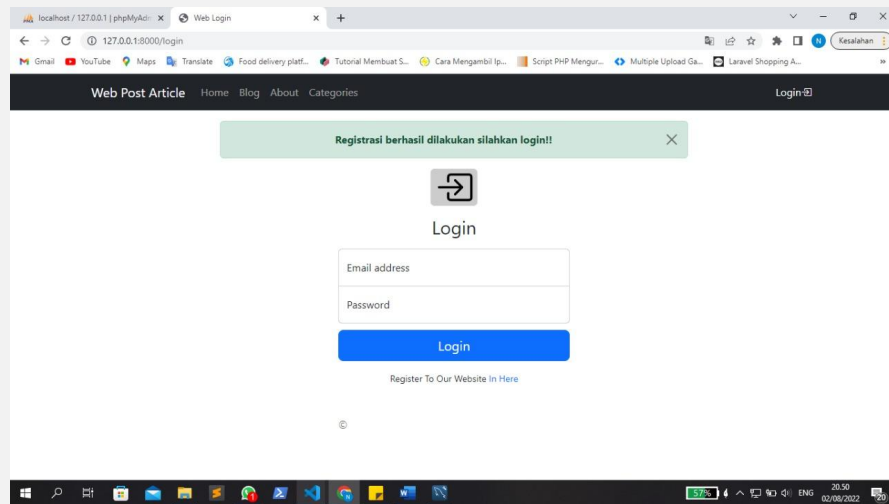 localhost / 127.0.0.1 | phpMyAdn
Web Login
127.0.0.1:8000/login
Kesalahan
Gmail YouTube Maps Translate Food delivery platf... Tutorial Membuat S... Cara Mengambil Ip... Script PHP Mengur... Multiple Upload Ga... Laravel Shopping A... »
Web Post Article Home Blog About Categories Login
Registrasi berhasil dilakukan silahkan login!!
Login
Email address
Password
Login
Register To Our Website In Here
©
57% ENG 20.50
02/08/2022
20